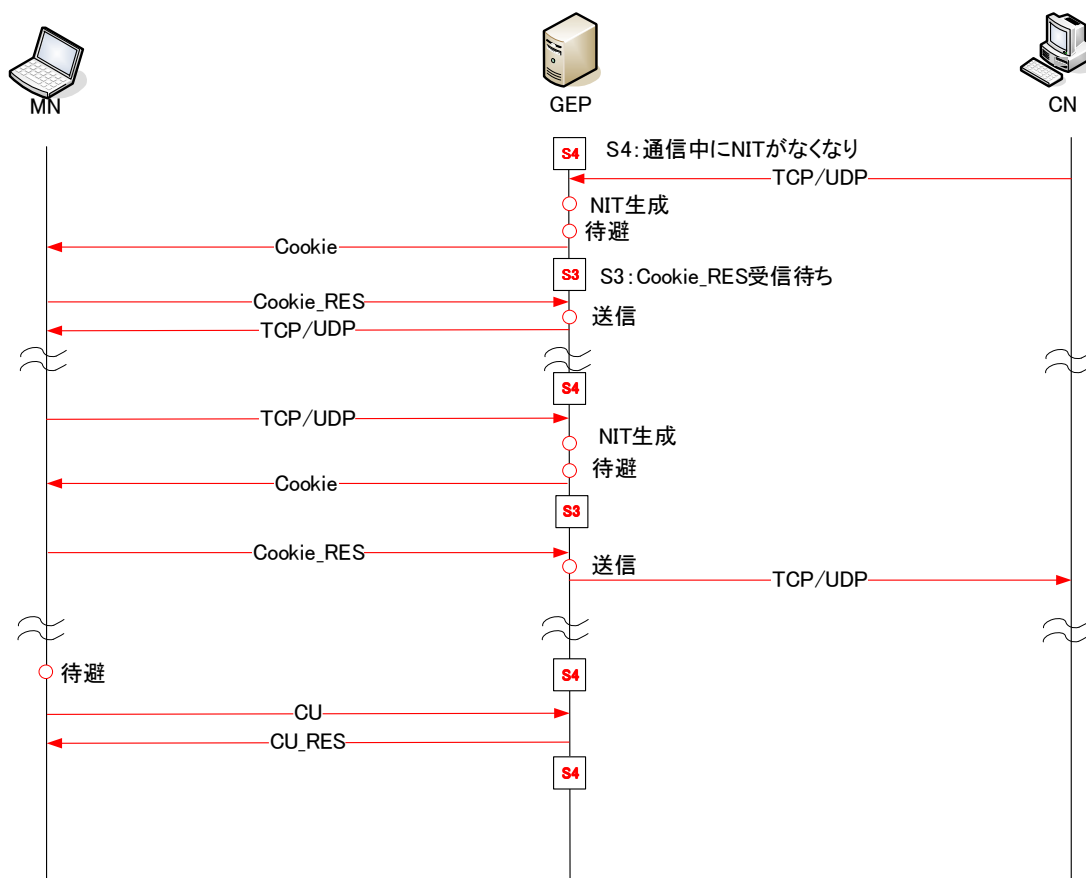 MN
GEP
CN
S4
S4:通信中にNITがなくなり
TCP/UDP
NIT生成
待避
Cookie
S3
S3:Cookie_RES受信待ち
Cookie_RES
送信
TCP/UDP
S4
TCP/UDP
NIT生成
待避
Cookie
S3
Cookie_RES
送信
TCP/UDP
待避
S4
CU
CU_RES
S4